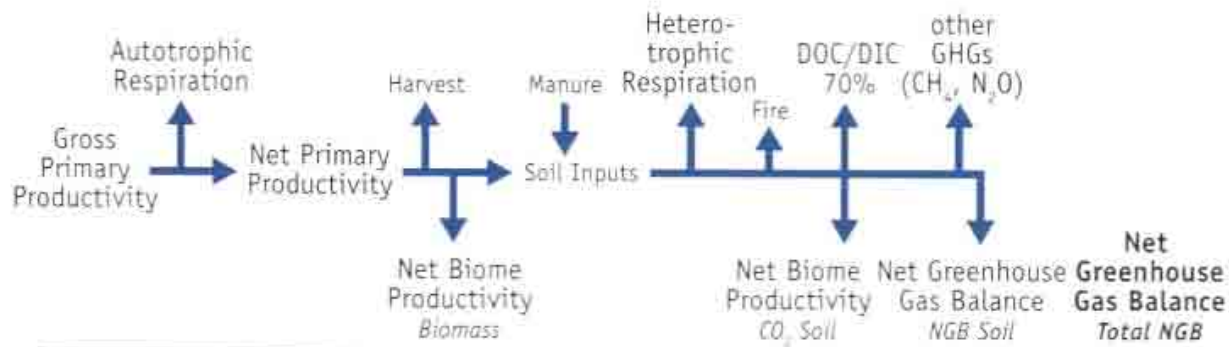 Autotrophic
Respiration
Harvest
Manure
Hetero-
trophic
Respiration
Fire
DOC/DIC
70%
other
GHGs
(CH₄, N₂O)
Gross
Primary
Productivity
Net Primary
Productivity
Soil Inputs
Net Biome
Productivity
Biomass
Net Biome
Productivity
CO₂ Soil
Net Greenhouse
Gas Balance
NGB Soil
Net
Greenhouse
Gas Balance
Total NGB